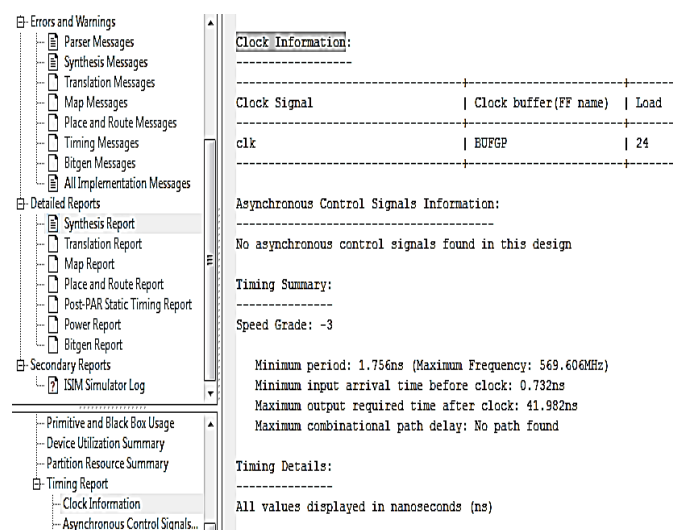 Errors and Warnings
Parser Messages
Synthesis Messages
Translation Messages
Map Messages
Place and Route Messages
Timing Messages
Bitgen Messages
All Implementation Messages
Detailed Reports
Synthesis Report
Translation Report
Map Report
Place and Route Report
Post-PAR Static Timing Report
Power Report
Bitgen Report
Secondary Reports
ISIM Simulator Log
Primitive and Black Box Usage
Device Utilization Summary
Partition Resource Summary
Timing Report
Clock Information
Asynchronous Control Signals...
Clock Information:
------------------
-----------------------------------+------------------------+-------
Clock Signal | Clock buffer(FF name) | Load
-----------------------------------+------------------------+-------
clk | BUFGP | 24
-----------------------------------+------------------------+-------
Asynchronous Control Signals Information:
----------------------------------------
No asynchronous control signals found in this design
Timing Summary:
---------------
Speed Grade: -3
Minimum period: 1.756ns (Maximum Frequency: 569.606MHz)
Minimum input arrival time before clock: 0.732ns
Maximum output required time after clock: 41.982ns
Maximum combinational path delay: No path found
Timing Details:
---------------
All values displayed in nanoseconds (ns)